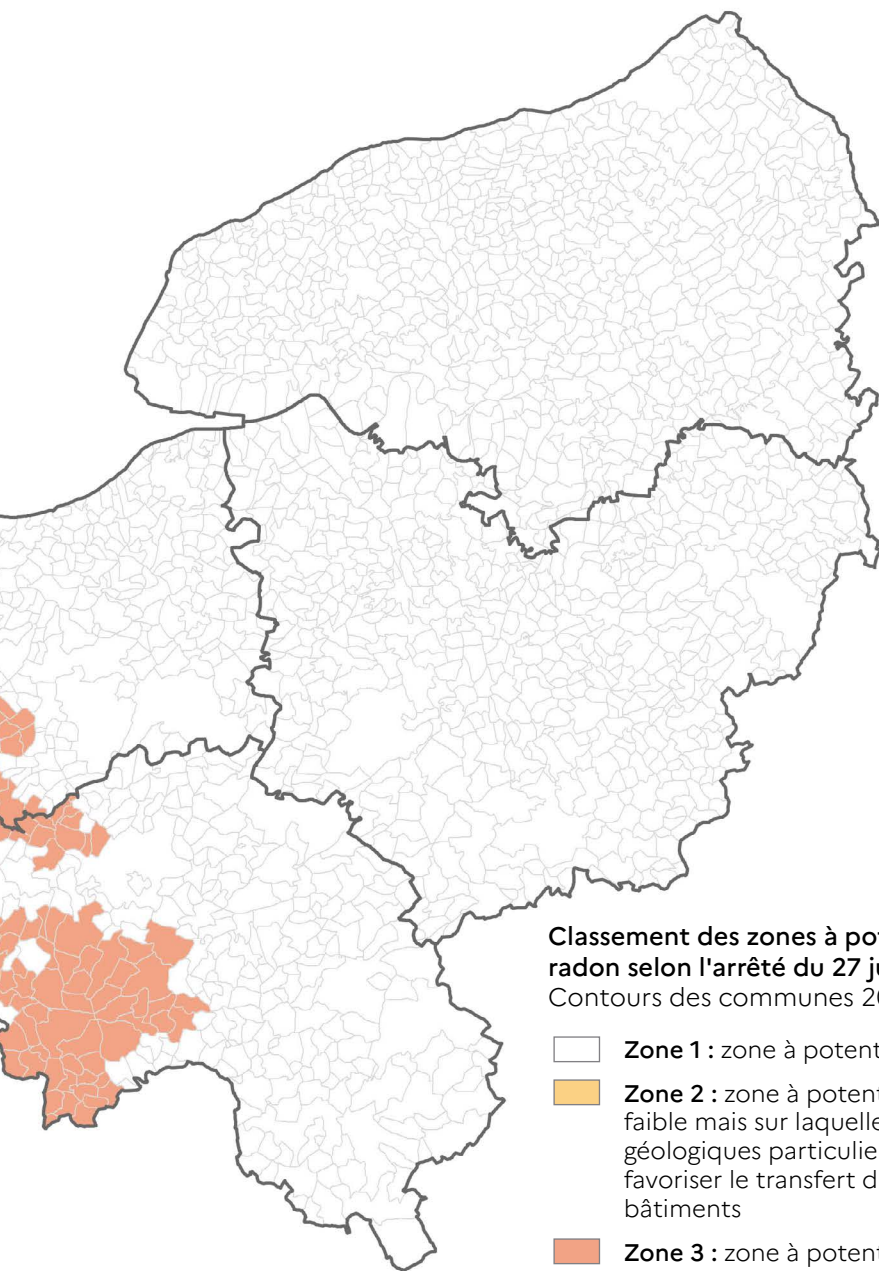 Classement des zones à pot
radon selon l'arrêté du 27 ju
Contours des communes 20
Zone 1 : zone à potent
Zone 2 : zone à potent
faible mais sur laquelle
géologiques particulie
favoriser le transfert d
bâtiments
Zone 3 : zone à potent